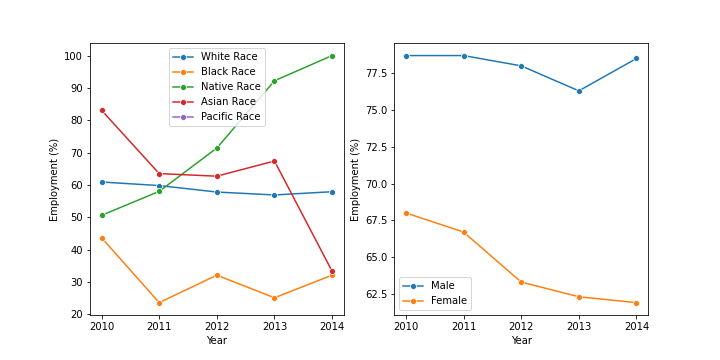 100
90
80
70
60
50
40
30
20
Employment (%)
2010 2011 2012 2013 2014
Year
White Race
Black Race
Native Race
Asian Race
Pacific Race
77.5
75.0
72.5
70.0
67.5
65.0
62.5
Employment (%)
2010 2011 2012 2013 2014
Year
Male
Female